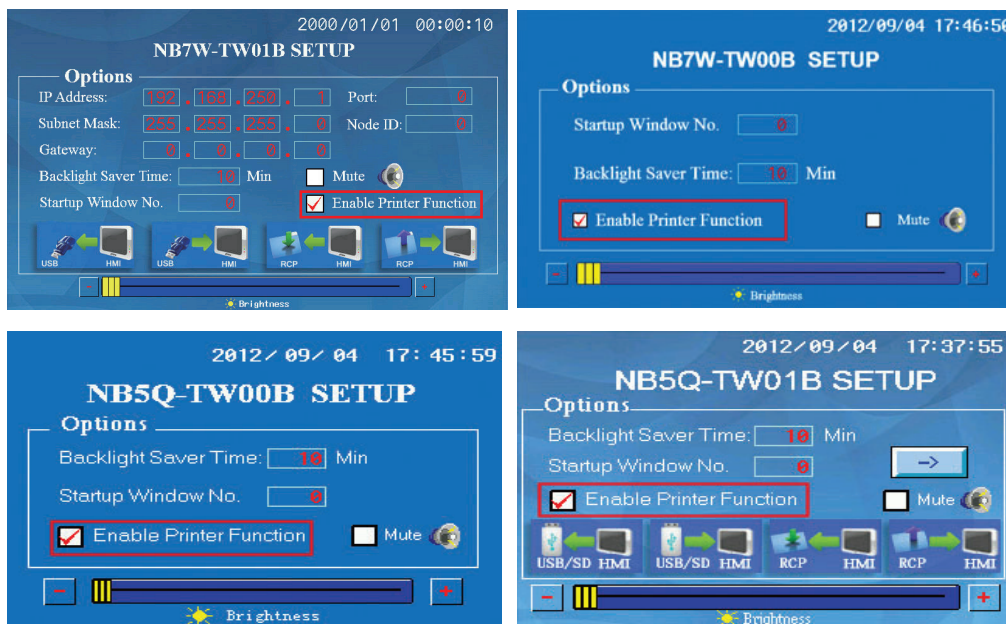 2000/01/01 00:00:10
NB7W-TW01B SETUP
Options
IP Address: 192 . 168 . 250 . 1 Port: 0
Subnet Mask: 255 . 255 . 255 . 0 Node ID: 0
Gateway: 0 . 0 . 0 . 0
Backlight Saver Time: 10 Min Mute
Startup Window No. 0 Enable Printer Function
USB HMI USB HMI RCP HMI RCP HMI
- +
Brightness
2012/09/04 17:46:56
NB7W-TW00B SETUP
Options
Startup Window No. 0
Backlight Saver Time: 10 Min
Enable Printer Function Mute
- +
Brightness
2012/09/04 17:45:59
NB5Q-TW00B SETUP
Options
Backlight Saver Time: 10 Min
Startup Window No. 0
Enable Printer Function Mute
- +
Brightness
2012/09/04 17:37:55
NB5Q-TW01B SETUP
Options
Backlight Saver Time: 10 Min
Startup Window No. 0 ->
Enable Printer Function Mute
USB/SD HMI USB/SD HMI RCP HMI RCP HMI
- +
Brightness